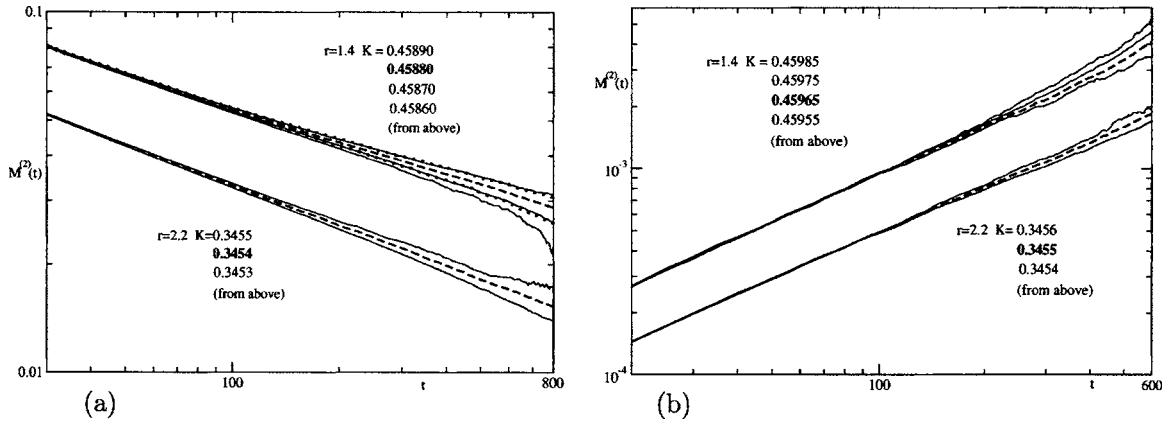 0.1
r=1.4 K = 0.45890
0.45880
0.45870
0.45860
(from above)
M⁽²⁾(t)
r=2.2 K=0.3455
0.3454
0.3453
(from above)
0.01
100
t
800
(a)
r=1.4 K = 0.45985
M⁽²⁾(t)
0.45975
0.45965
0.45955
(from above)
10⁻³
r=2.2 K = 0.3456
0.3455
0.3454
(from above)
10⁻⁴
100
t
600
(b)